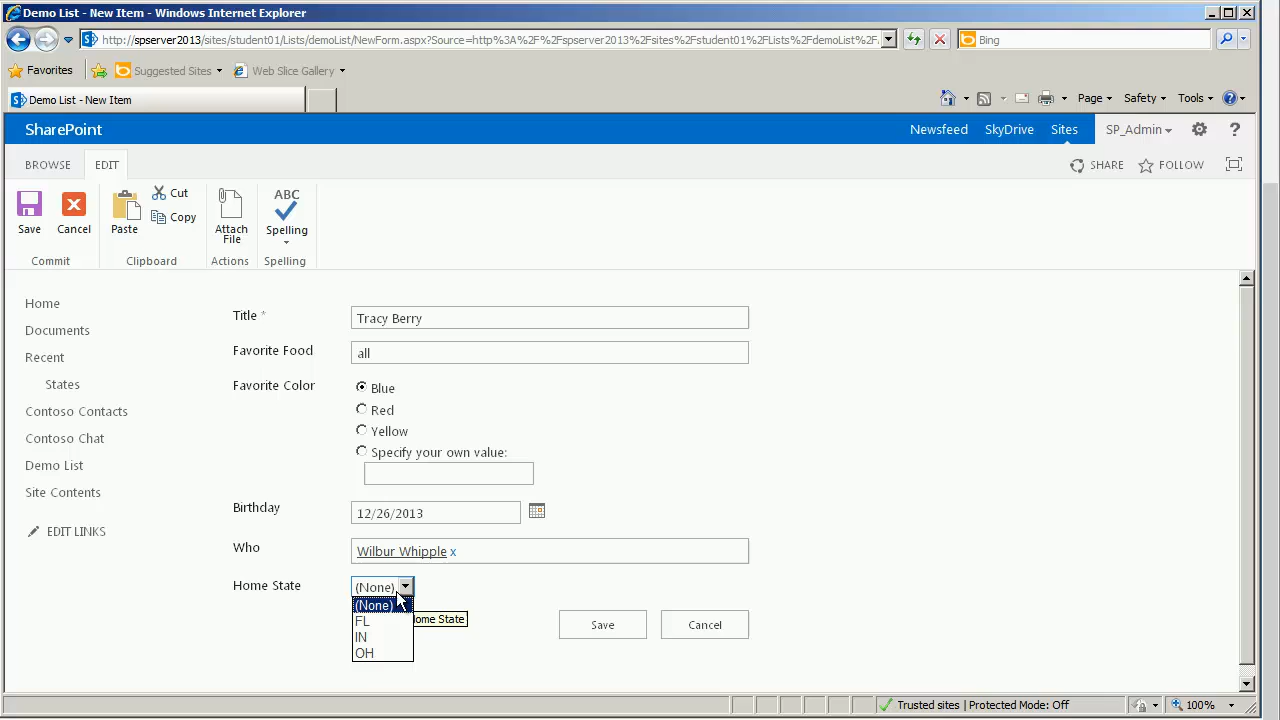 Demo List - New Item - Windows Internet Explorer
http://spserver2013/sites/student01/Lists/demoList/NewForm.aspx?Source=http%3A%2F%2Fspserver2013%2Fsites%2Fstudent01%2FLists%2FdemoList%2F.
Bing
Favorites
Suggested Sites
Web Slice Gallery
Demo List - New Item
Page
Safety
Tools
SharePoint
Newsfeed
SkyDrive
Sites
SP_Admin
?
BROWSE
EDIT
SHARE
FOLLOW
Save
Cancel
Paste
Cut
Copy
Attach
File
ABC
Spelling
Commit
Clipboard
Actions
Spelling
Home
Documents
Recent
States
Contoso Contacts
Contoso Chat
Demo List
Site Contents
EDIT LINKS
Title *
Tracy Berry
Favorite Food
all
Favorite Color
Blue
Red
Yellow
Specify your own value:
Birthday
12/26/2013
Who
Wilbur Whipple x
Home State
(None)
(None)
FL
IN
OH
ome State
Save
Cancel
Trusted sites | Protected Mode: Off
100%